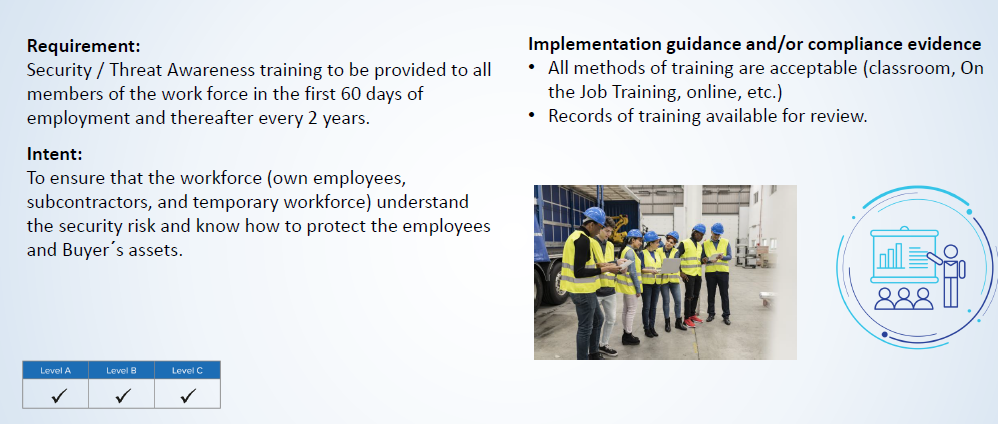 Requirement:
Security / Threat Awareness training to be provided to all
members of the work force in the first 60 days of
employment and thereafter every 2 years.
Intent:
To ensure that the workforce (own employees,
subcontractors, and temporary workforce) understand
the security risk and know how to protect the employees
and Buyer´s assets.
Level A Level B Level C
✓ ✓ ✓
Implementation guidance and/or compliance evidence
• All methods of training are acceptable (classroom, On
the Job Training, online, etc.)
• Records of training available for review.